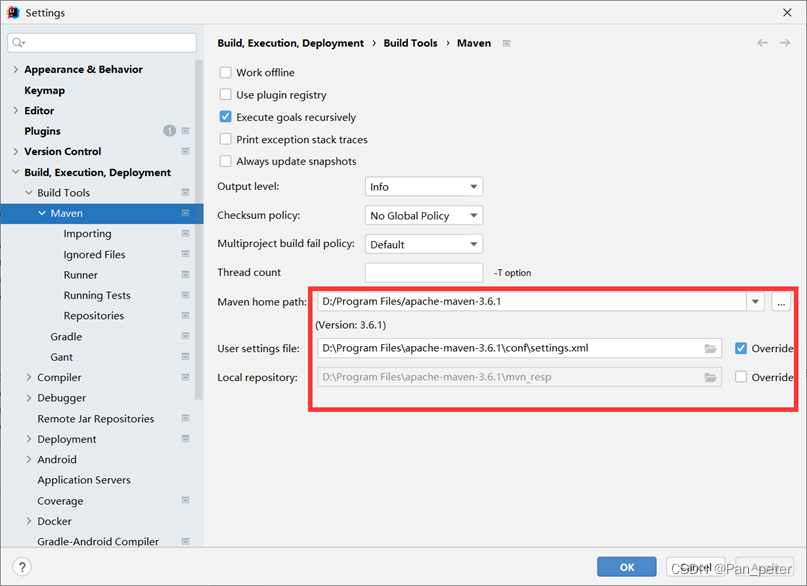 Settings
Build, Execution, Deployment › Build Tools › Maven
Appearance & Behavior
Keymap
Editor
Plugins 1
Version Control
Build, Execution, Deployment
Build Tools
Maven
Importing
Ignored Files
Runner
Running Tests
Repositories
Gradle
Gant
Compiler
Debugger
Remote Jar Repositories
Deployment
Android
Application Servers
Coverage
Docker
Gradle-Android Compiler
Work offline
Use plugin registry
Execute goals recursively
Print exception stack traces
Always update snapshots
Output level: Info
Checksum policy: No Global Policy
Multiproject build fail policy: Default
Thread count -T option
Maven home path: D:/Program Files/apache-maven-3.6.1 ...
(Version: 3.6.1)
User settings file: D:\Program Files\apache-maven-3.6.1\conf\settings.xml Override
Local repository: D:\Program Files\apache-maven-3.6.1\mvn_resp Override
? OK Cancel Apply
CSDN @Pan_peter